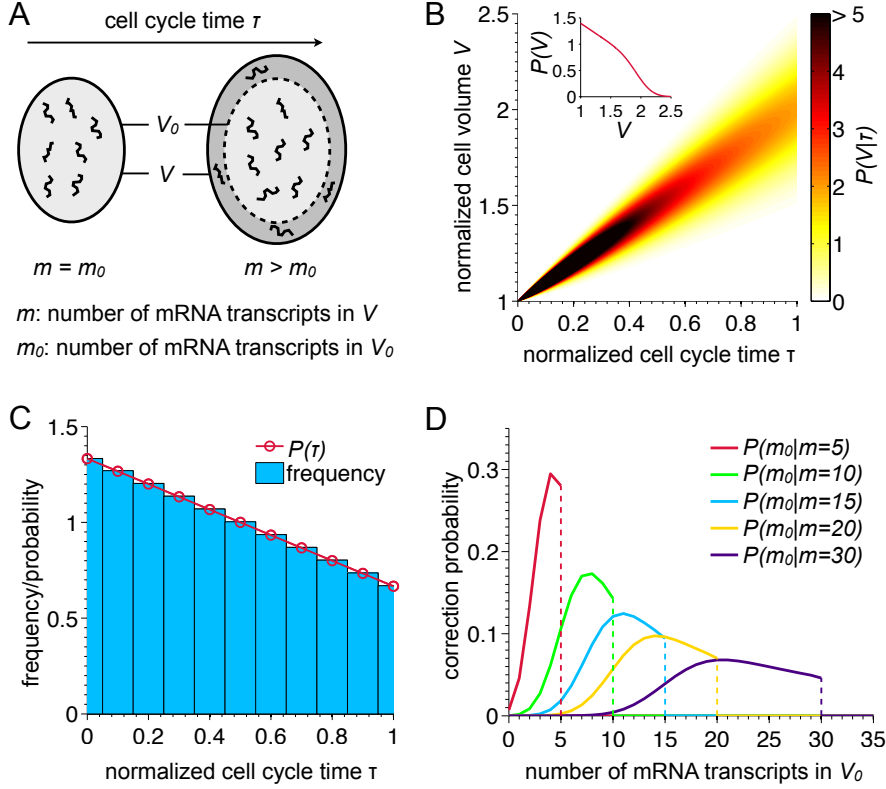 A
cell cycle time τ
V0
V
m = m0
m > m0
m: number of mRNA transcripts in V
m0: number of mRNA transcripts in V0
B
normalized cell volume V
2.5
2.0
1.5
1
0
0.2
0.4
0.6
0.8
1
normalized cell cycle time τ
P(V)
1.5
1.0
0.5
0
1
1.5
2
2.5
V
> 5
4
3
2
1
0
P(V|τ)
C
frequency/probability
1.5
1
0.5
0
P(τ)
frequency
0
0.2
0.4
0.6
0.8
1
normalized cell cycle time τ
D
correction probability
0.3
0.2
0.1
0
P(m0|m=5)
P(m0|m=10)
P(m0|m=15)
P(m0|m=20)
P(m0|m=30)
0
5
10
15
20
25
30
35
number of mRNA transcripts in V0